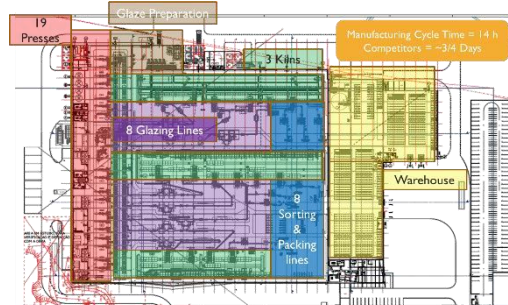 19
Presses
Glaze Preparation
Manufacturing Cycle Time = 14 h
Competitors = ~3/4 Days
3 Kilns
8 Glazing Lines
Warehouse
8
Sorting
&
Packing
lines